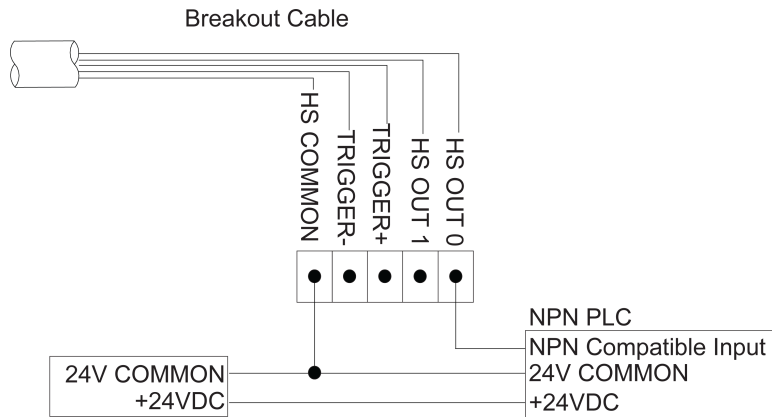 Breakout Cable
HS COMMON
TRIGGER-
TRIGGER+
HS OUT 1
HS OUT 0
NPN PLC
NPN Compatible Input
24V COMMON
+24VDC
24V COMMON
+24VDC